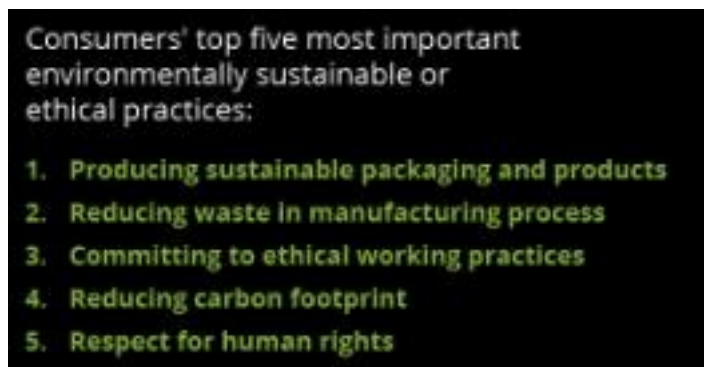 Consumers' top five most important
environmentally sustainable or
ethical practices:
1. Producing sustainable packaging and products
2. Reducing waste in manufacturing process
3. Committing to ethical working practices
4. Reducing carbon footprint
5. Respect for human rights